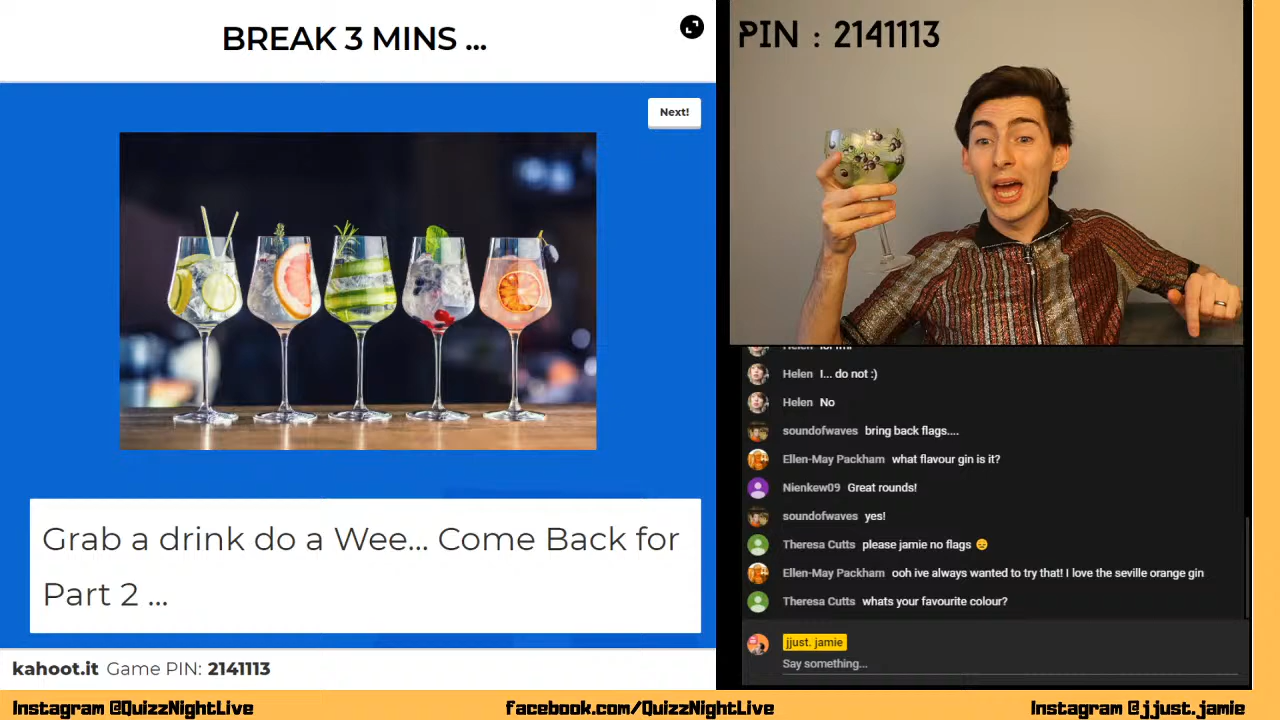 BREAK 3 MINS ...
Next!
Grab a drink do a Wee... Come Back for
Part 2 ...
kahoot.it Game PIN: 2141113
PIN : 2141113
Helen I... do not :)
Helen No
soundofwaves bring back flags....
Ellen-May Packham what flavour gin is it?
Nienkew09 Great rounds!
soundofwaves yes!
Theresa Cutts please jamie no flags 😑
Ellen-May Packham ooh ive always wanted to try that! I love the seville orange gin
Theresa Cutts whats your favourite colour?
jjust. jamie
Say something...
Instagram @QuizzNightLive
facebook.com/QuizzNightLive
Instagram @jjust.jamie